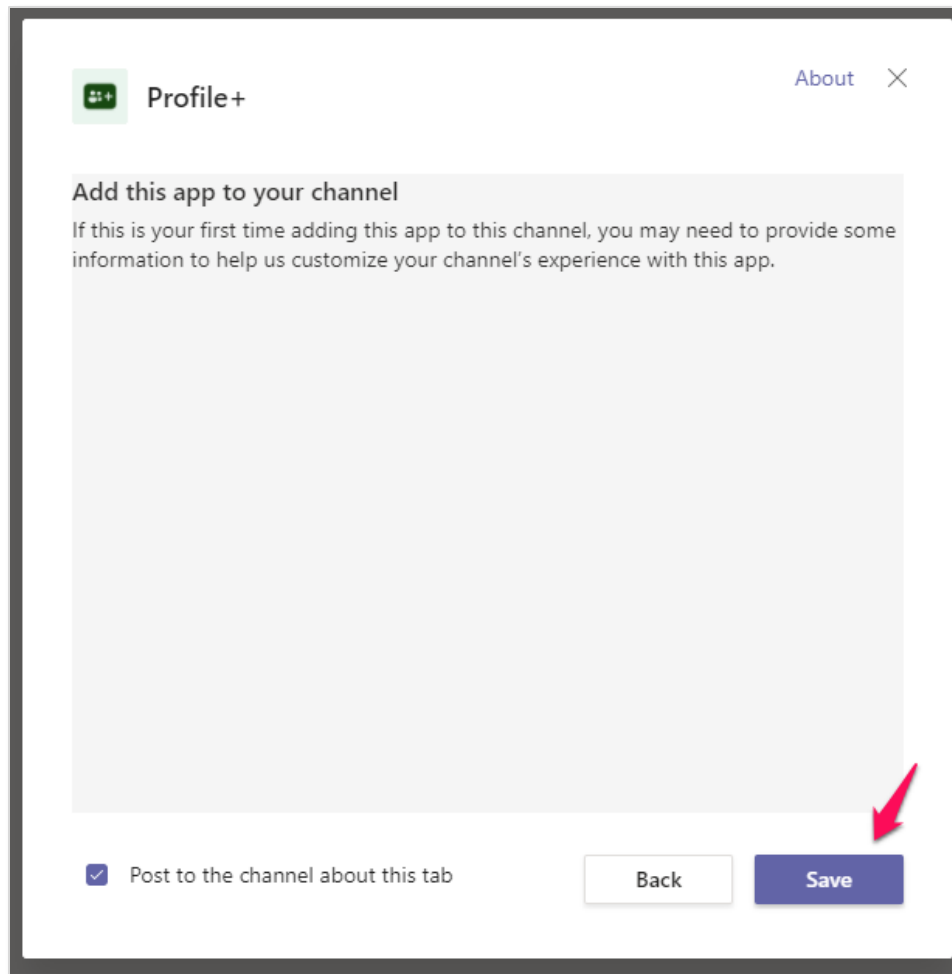 Profile+
About
Add this app to your channel
If this is your first time adding this app to this channel, you may need to provide some
information to help us customize your channel's experience with this app.
Post to the channel about this tab
Back
Save